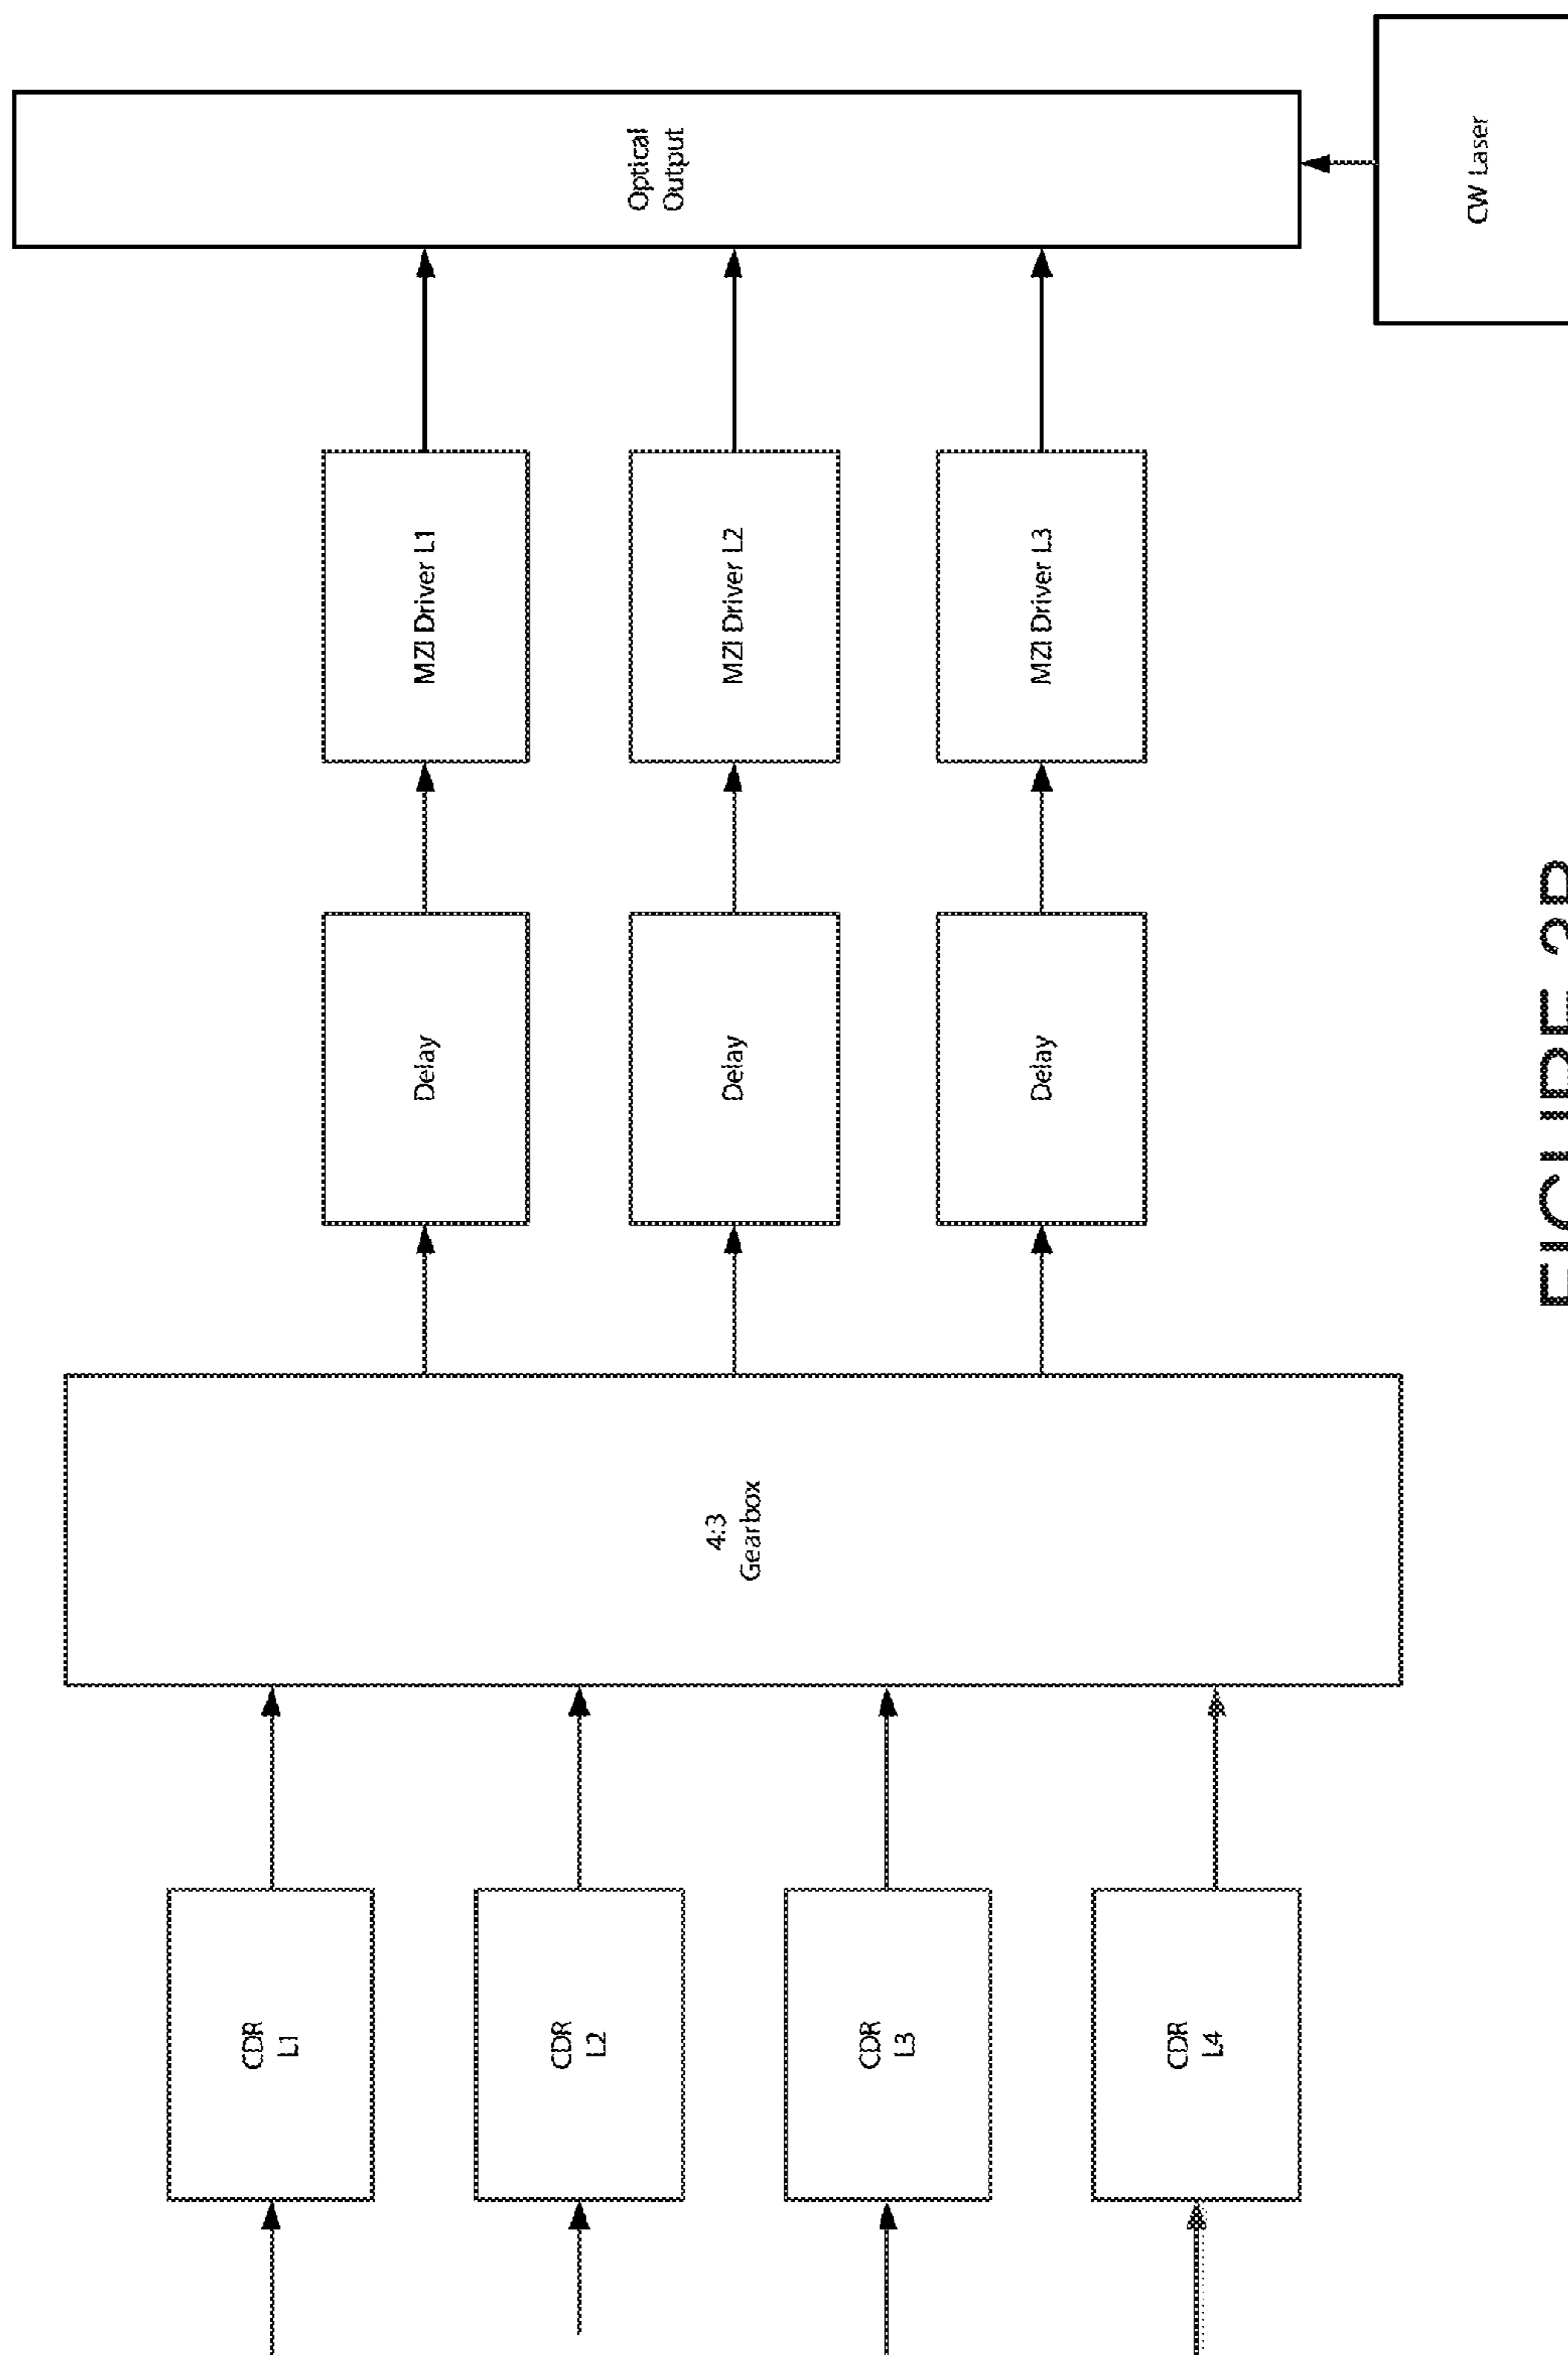 CDR
L1
CDR
L2
CDR
L3
CDR
L4
4:3
Gearbox
Delay
Delay
Delay
MZI Driver L1
MZI Driver L2
MZI Driver L3
Optical
Output
CW Laser
FIGURE